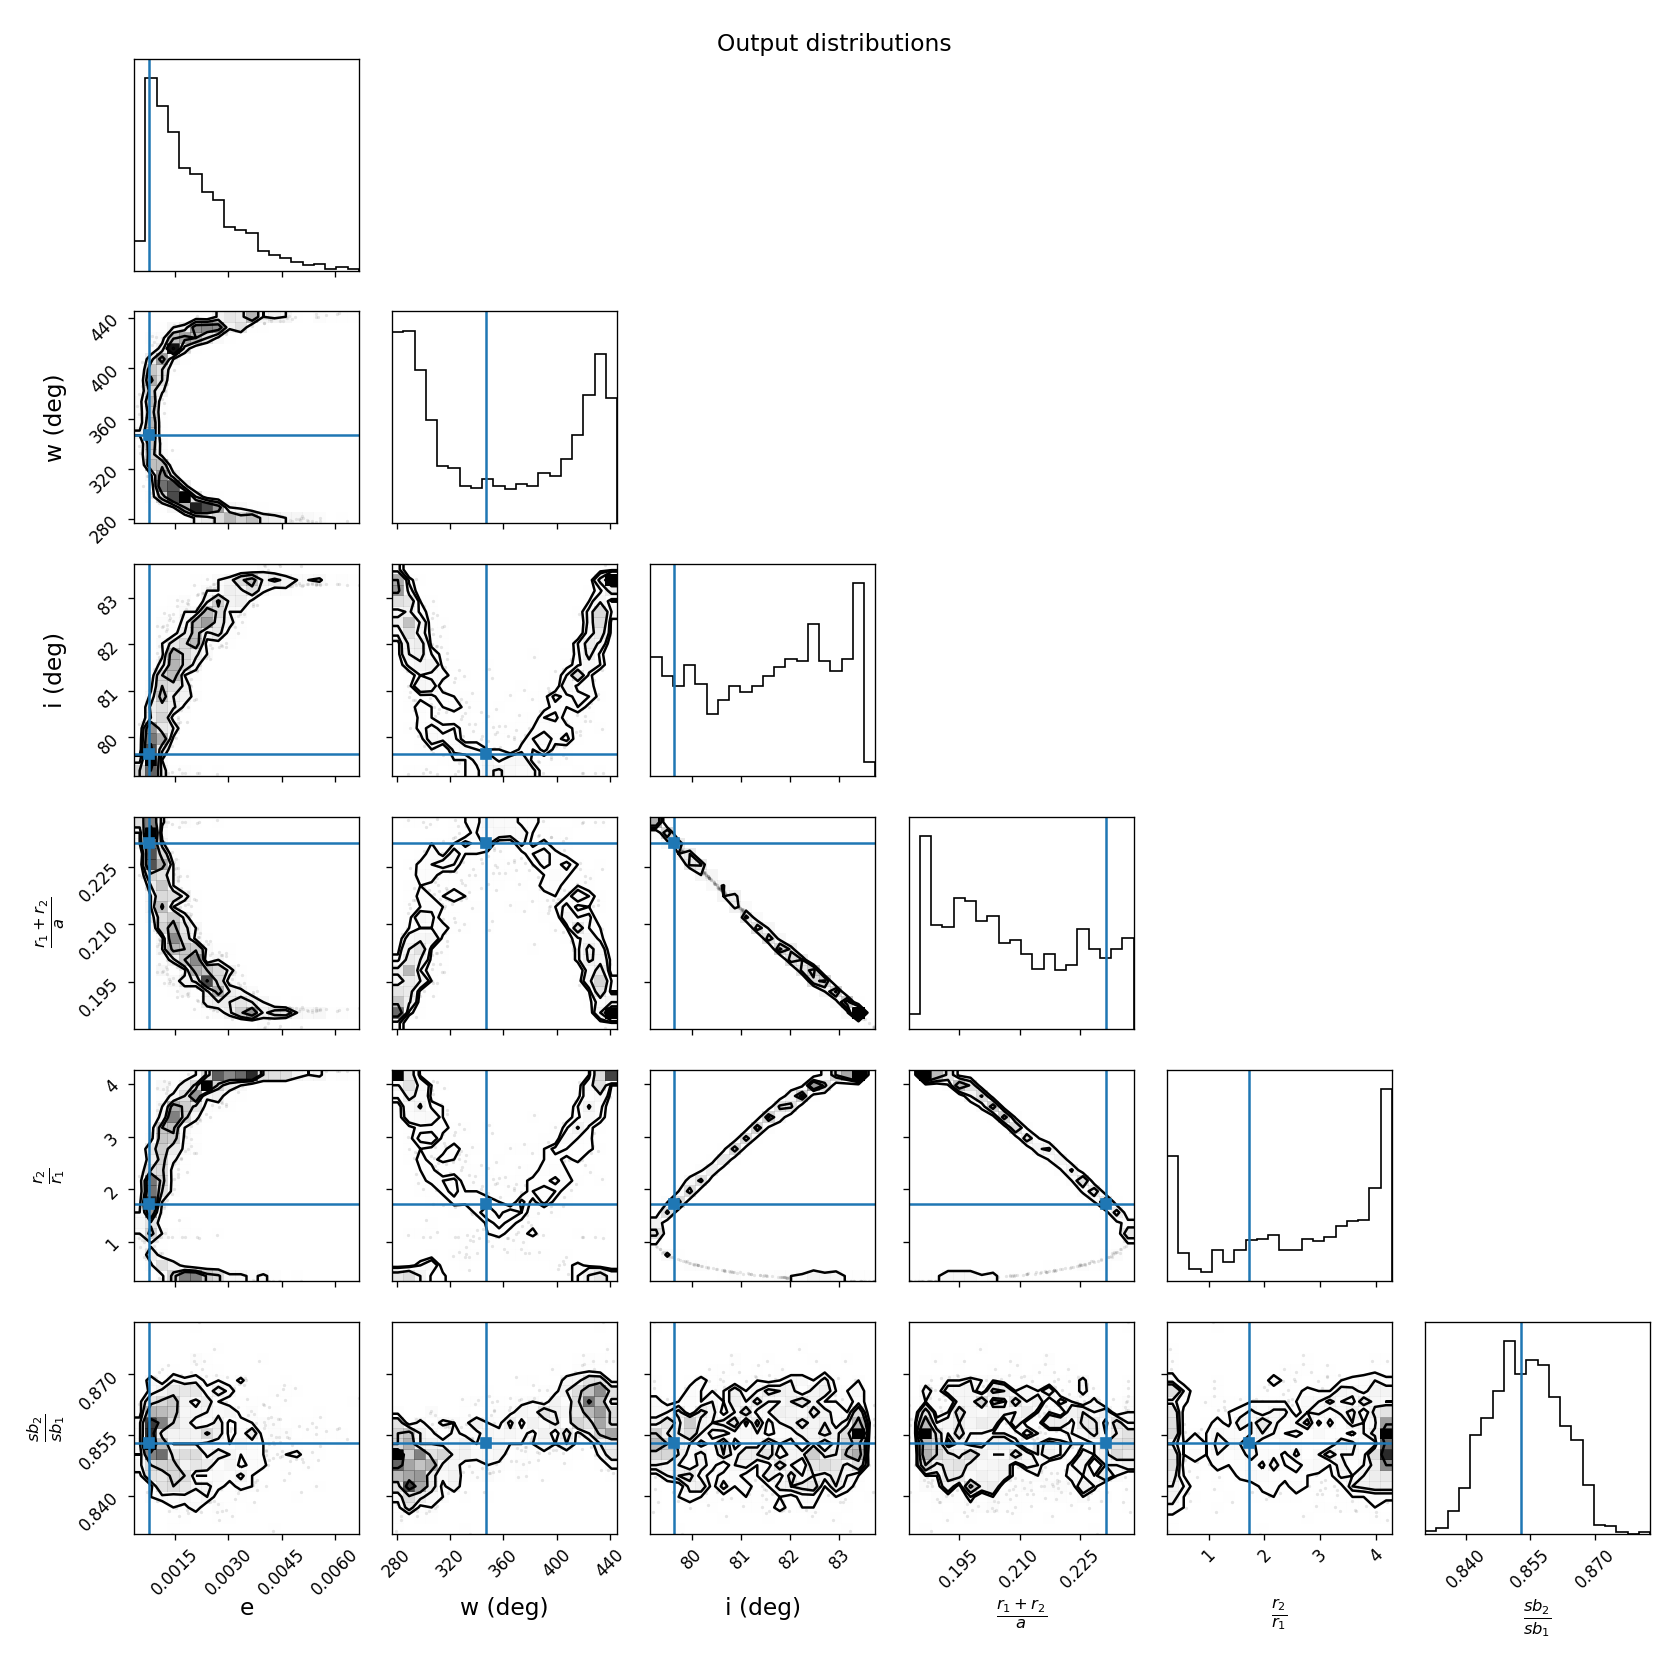 Output distributions
w (deg)
440
400
360
320
280
i (deg)
83
82
81
80
r₁ + r₂
a
0.225
0.210
0.195
r₂
r₁
4
3
2
1
sb₂
sb₁
0.870
0.855
0.840
0.0015 0.0030 0.0045 0.0060 280 320 360 400 440 80 81 82 83 0.195 0.210 0.225 1 2 3 4 0.840 0.855 0.870
e w (deg) i (deg) r₁ + r₂ r₂ sb₂
a r₁ sb₁